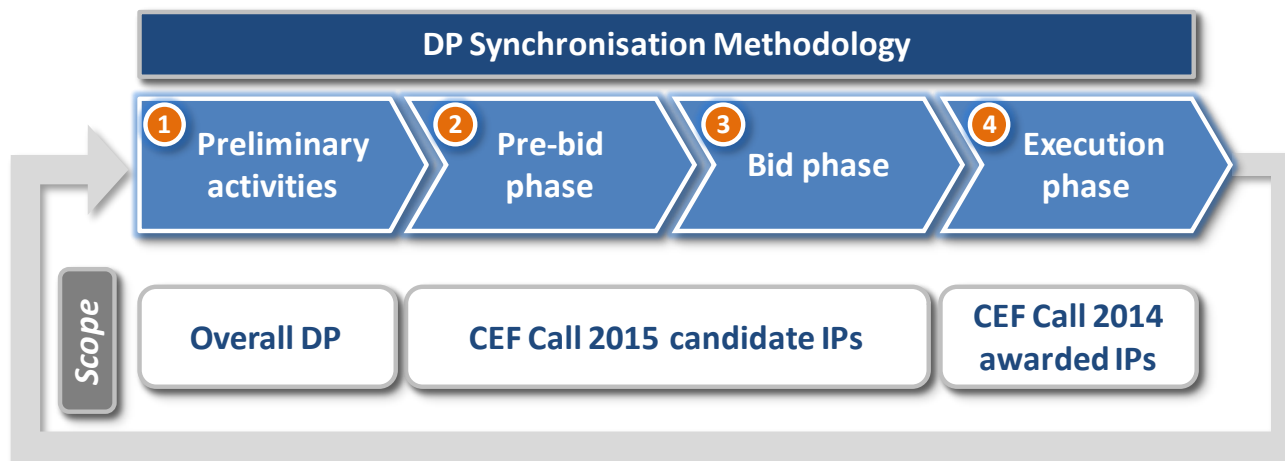 DP Synchronisation Methodology
1
Preliminary
activities
2
Pre-bid
phase
3
Bid phase
4
Execution
phase
Scope
Overall DP
CEF Call 2015 candidate IPs
CEF Call 2014
awarded IPs